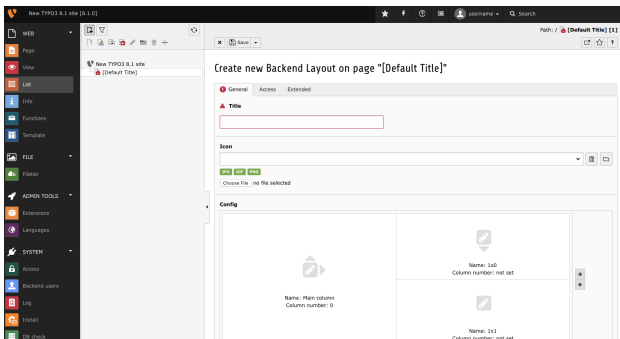 New TYPO3 8.1 site [8.1.0]
username
Search
WEB
Page
View
List
Info
Functions
Template
FILE
Filelist
ADMIN TOOLS
Extensions
Languages
SYSTEM
Access
Backend users
Log
Install
DB check
New TYPO3 8.1 site
[Default Title]
Path: / [Default Title] [1]
Save
Create new Backend Layout on page "[Default Title]"
General Access Extended
Title
Icon
JPG GIF PNG
Choose File no file selected
Config
Name: Main column
Column number: 0
Name: 1x0
Column number: not set
Name: 1x1
Column number: not set